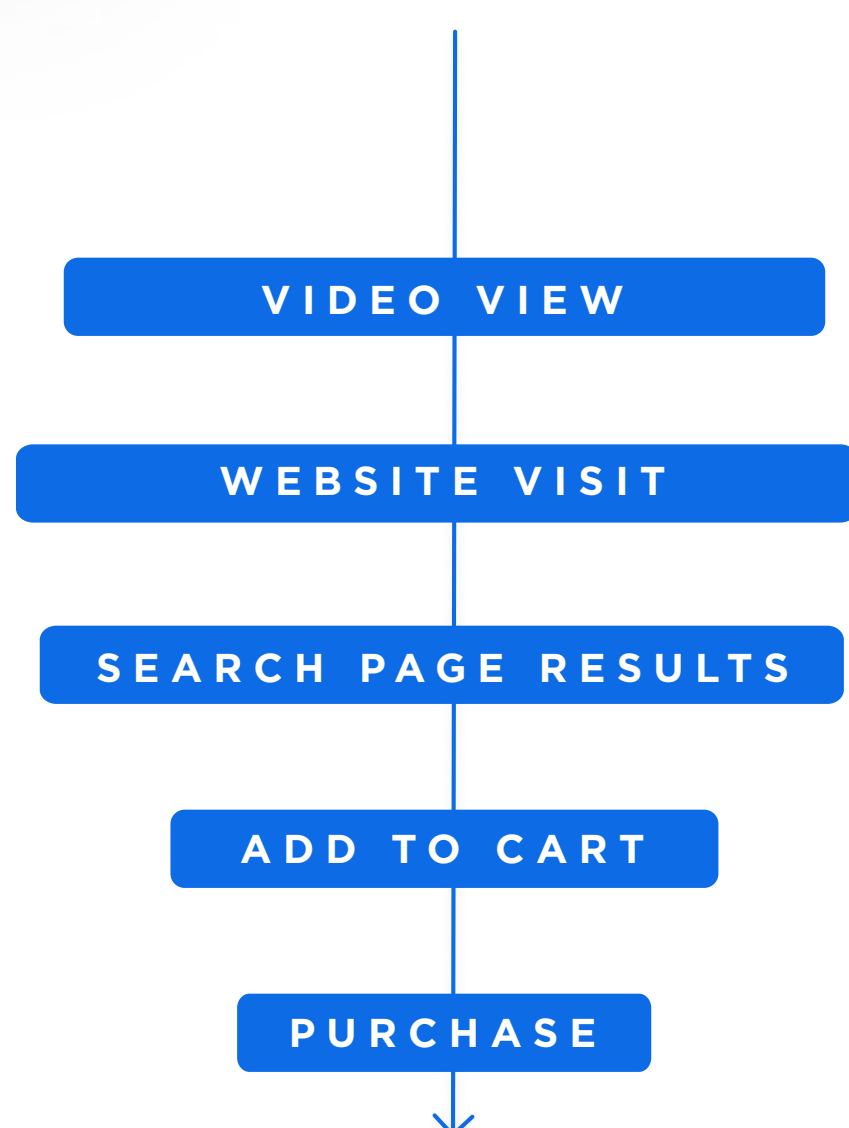 VIDEO VIEW
WEBSITE VISIT
SEARCH PAGE RESULTS
ADD TO CART
PURCHASE